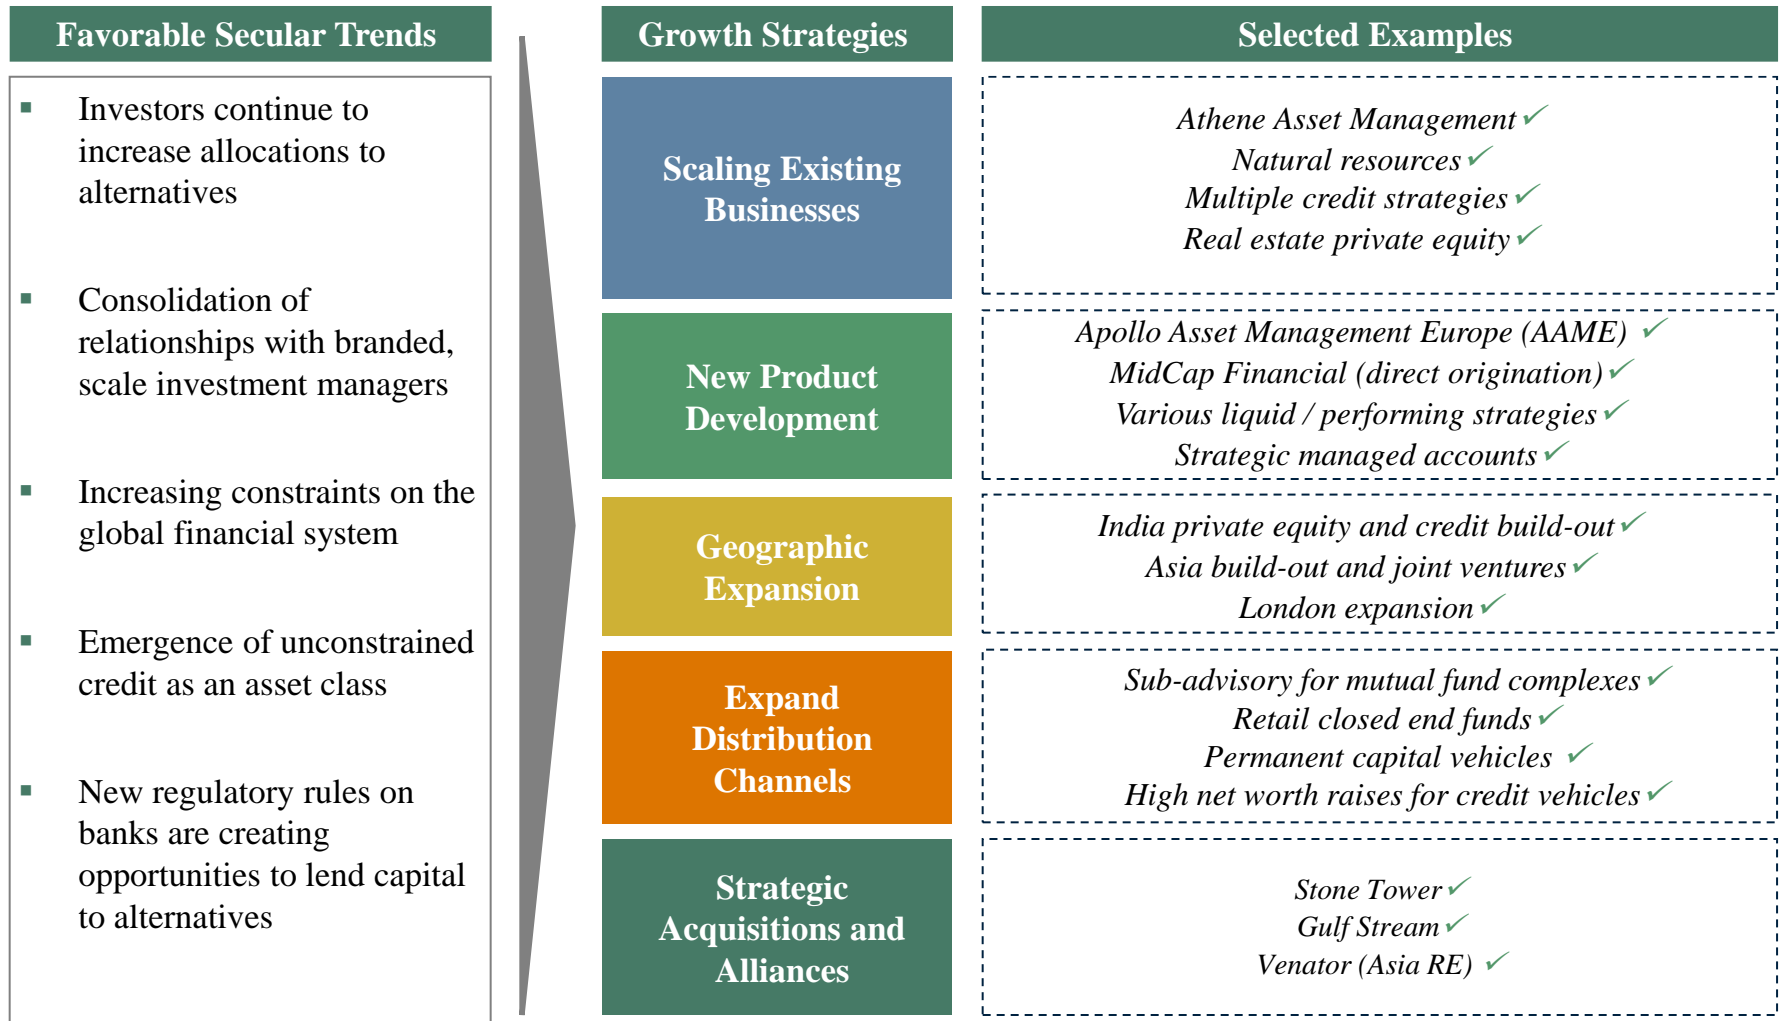 Favorable Secular Trends
▪ Investors continue to
increase allocations to
alternatives
▪ Consolidation of
relationships with branded,
scale investment managers
▪ Increasing constraints on the
global financial system
▪ Emergence of unconstrained
credit as an asset class
▪ New regulatory rules on
banks are creating
opportunities to lend capital
to alternatives
Growth Strategies
Selected Examples
Scaling Existing
Businesses
Athene Asset Management ✓
Natural resources ✓
Multiple credit strategies ✓
Real estate private equity ✓
New Product
Development
Apollo Asset Management Europe (AAME) ✓
MidCap Financial (direct origination) ✓
Various liquid / performing strategies ✓
Strategic managed accounts ✓
Geographic
Expansion
India private equity and credit build-out ✓
Asia build-out and joint ventures ✓
London expansion ✓
Expand
Distribution
Channels
Sub-advisory for mutual fund complexes ✓
Retail closed end funds ✓
Permanent capital vehicles ✓
High net worth raises for credit vehicles ✓
Strategic
Acquisitions and
Alliances
Stone Tower ✓
Gulf Stream ✓
Venator (Asia RE) ✓